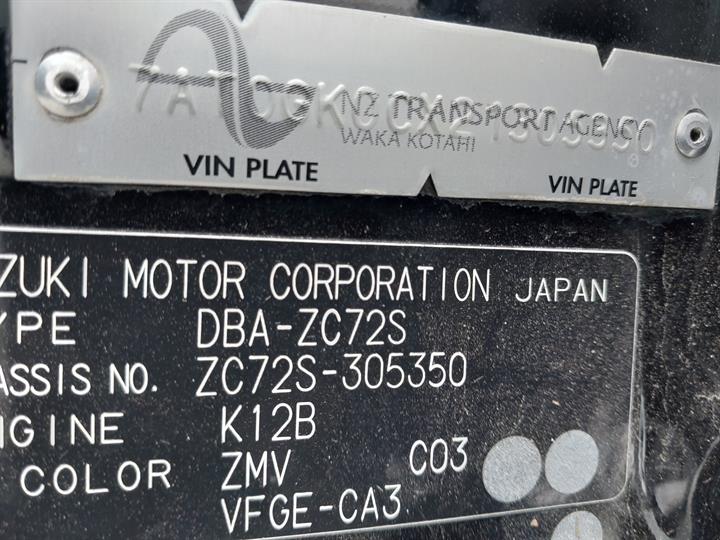 NZ TRANSPORT AGENCY
WAKA KOTAHI
VIN PLATE
VIN PLATE
ZUKI MOTOR CORPORATION JAPAN
YPE DBA-ZC72S
ASSIS NO. ZC72S-305350
NGINE K12B
COLOR ZMV C03
VFGE-CA3